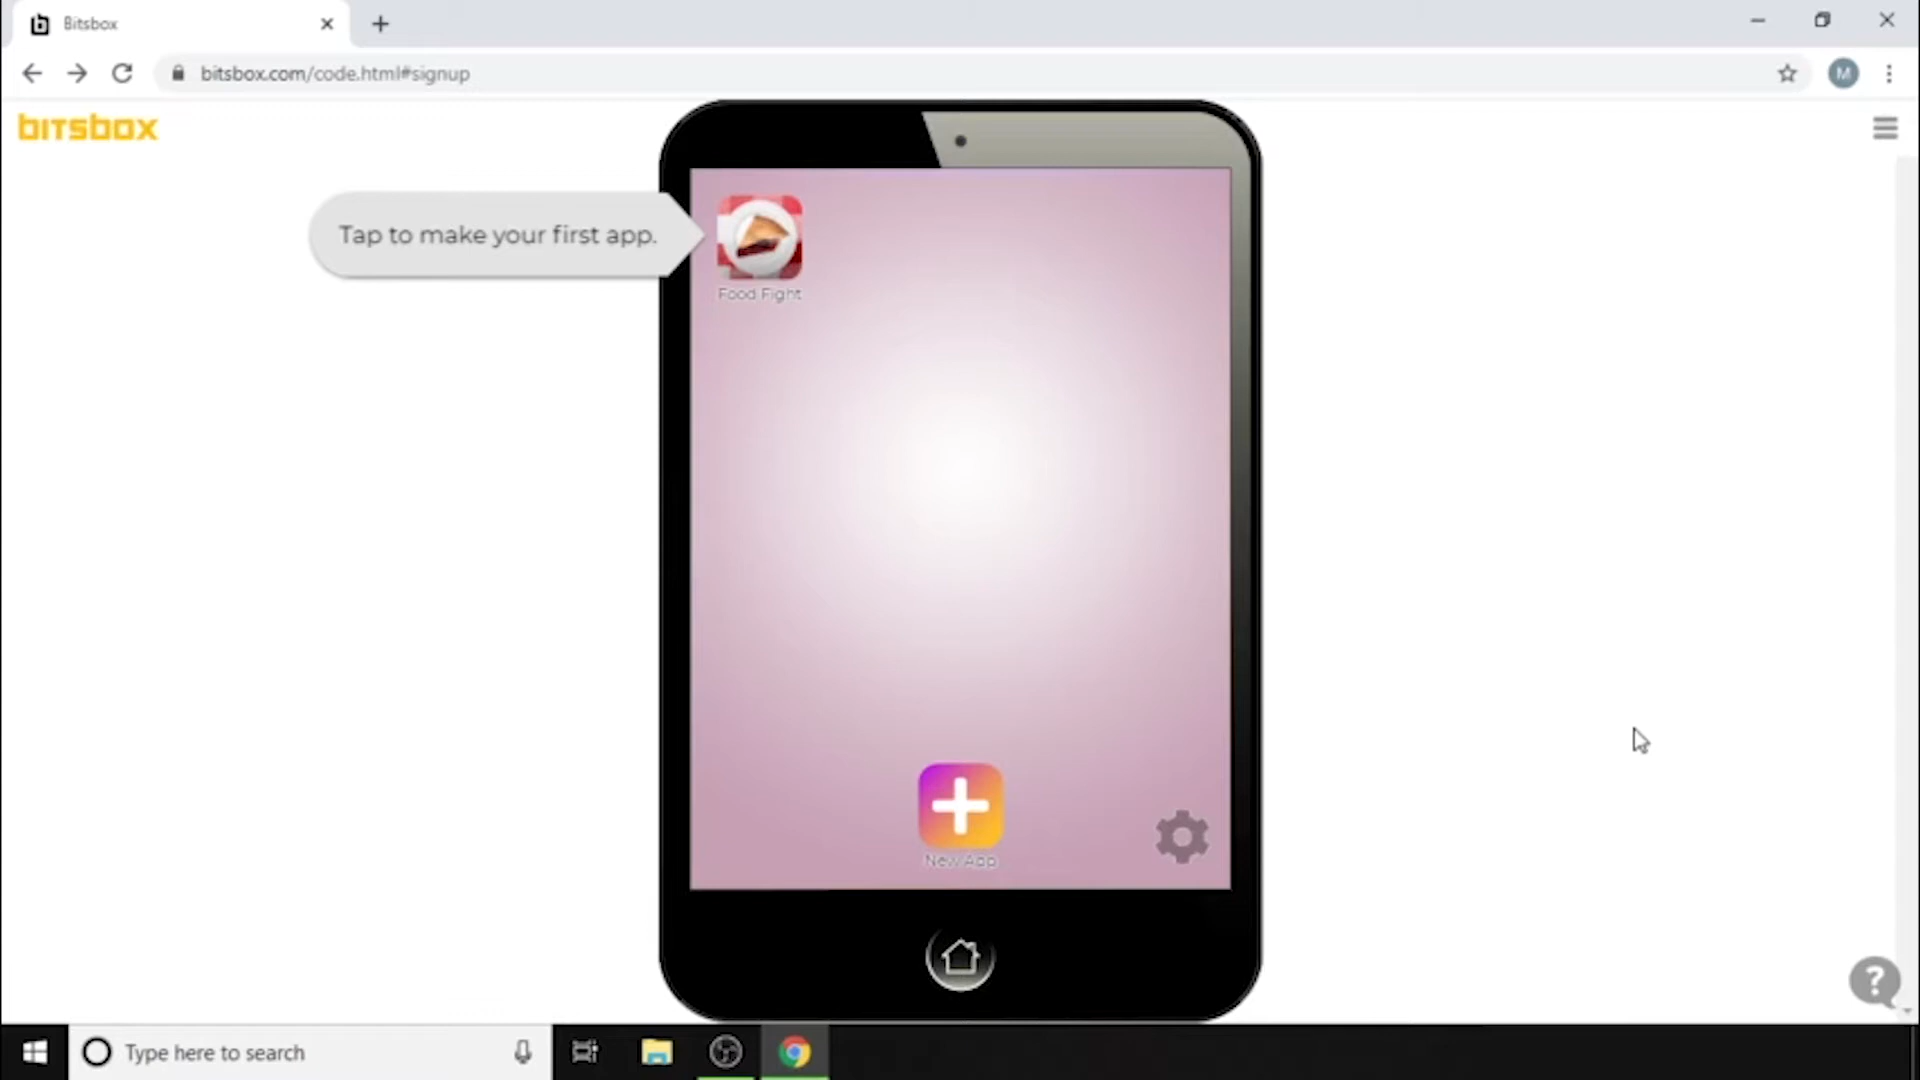 Bitsbox
bitsbox.com/code.html#signup
M
bitsbox
Tap to make your first app.
Food Fight
New App
?
Type here to search